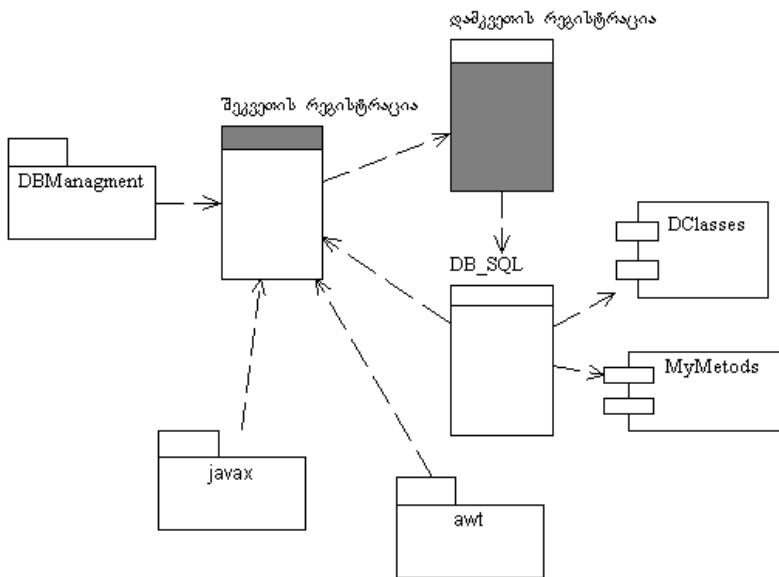 დამკვეთის რეგისტრაცია
შეკვეთის რეგისტრაცია
DBManagment
DClasses
DB_SQL
MyMetods
javax
awt